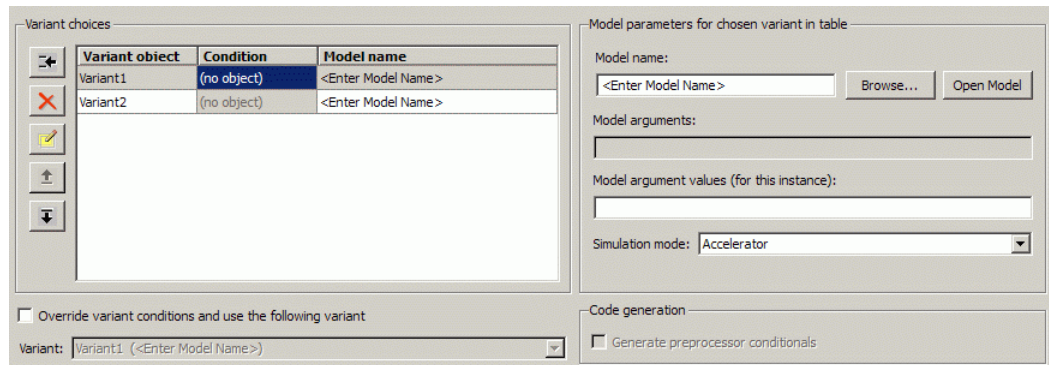 Variant choices
Variant object Condition Model name
Variant1 (no object) <Enter Model Name>
Variant2 (no object) <Enter Model Name>
Override variant conditions and use the following variant
Variant: Variant1 (<Enter Model Name>)
Model parameters for chosen variant in table
Model name:
<Enter Model Name> Browse... Open Model
Model arguments:
Model argument values (for this instance):
Simulation mode: Accelerator
Code generation
Generate preprocessor conditionals